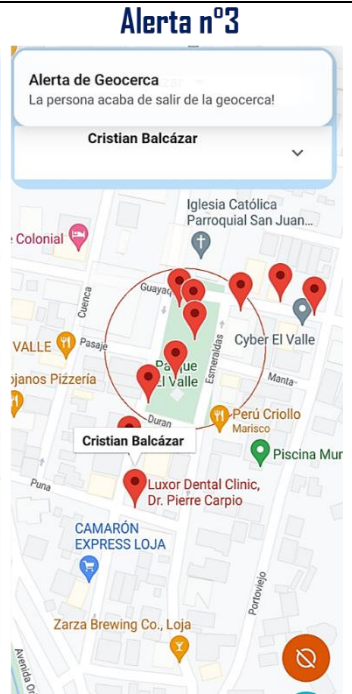 Alerta n°3
Alerta de Geocerca
La persona acaba de salir de la geocerca!
Cristian Balcázar
Iglesia Católica
Parroquial San Juan...
Colonial
Cuenca
Guayaq
Cyber El Valle
VALLE
Pasaje
Esmeraldas
ojanos Pizzería
Parque
El Valle
Manta
Duran
Perú Criollo
Marisco
Cristian Balcázar
Piscina Mun
Puna
Luxor Dental Clinic,
Dr. Pierre Carpio
CAMARÓN
EXPRESS LOJA
Portoviejo
Zarza Brewing Co., Loja
Avenida Or